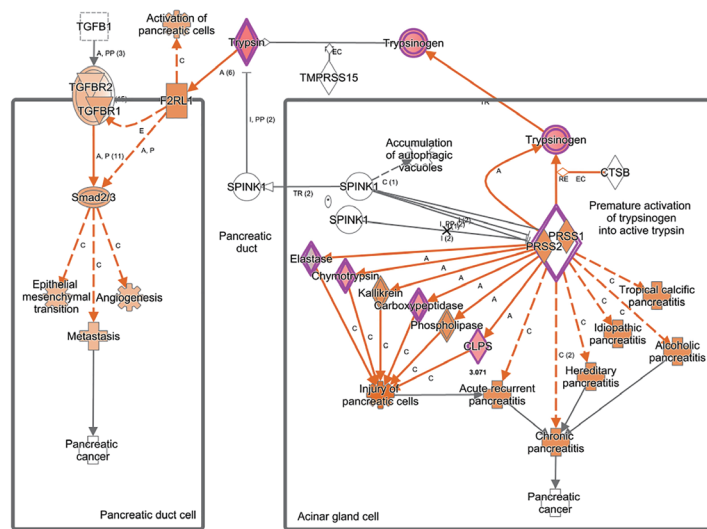 TGFB1
Activation of
pancreatic cells
Trypsin
EC
Trypsinogen
A, PP (3)
C
TMPRSS15
A (6)
TGFBR2
TGFBR1
F2RL1
E
TR
I, PP (2)
Trypsinogen
A, P (11)
A, P
Accumulation
of autophagic
vacuoles
A
RE
EC
CTSB
C (1)
Smad2/3
SPINK1
TR (2)
SPINK1
SPINK1
I (2)
Premature activation
of trypsinogen
into active trypsin
Pancreatic
duct
PRSS1
PRSS2
C
C
C
Elastase
A
Chymotrypsin
A
Kallikrein
A
Carboxypeptidase
A
Phospholipase
A
A
Tropical calcific
pancreatitis
Epithelial
mesenchymal
transition
Angiogenesis
C
C
Idiopathic
pancreatitis
Metastasis
CLPS
3.071
C
C
C
C
C
C
C
C (2)
C
Alcoholic
pancreatitis
Hereditary
pancreatitis
Injury of
pancreatic cells
Acute recurrent
pancreatitis
Chronic
pancreatitis
Pancreatic
cancer
Pancreatic
cancer
Pancreatic duct cell
Acinar gland cell